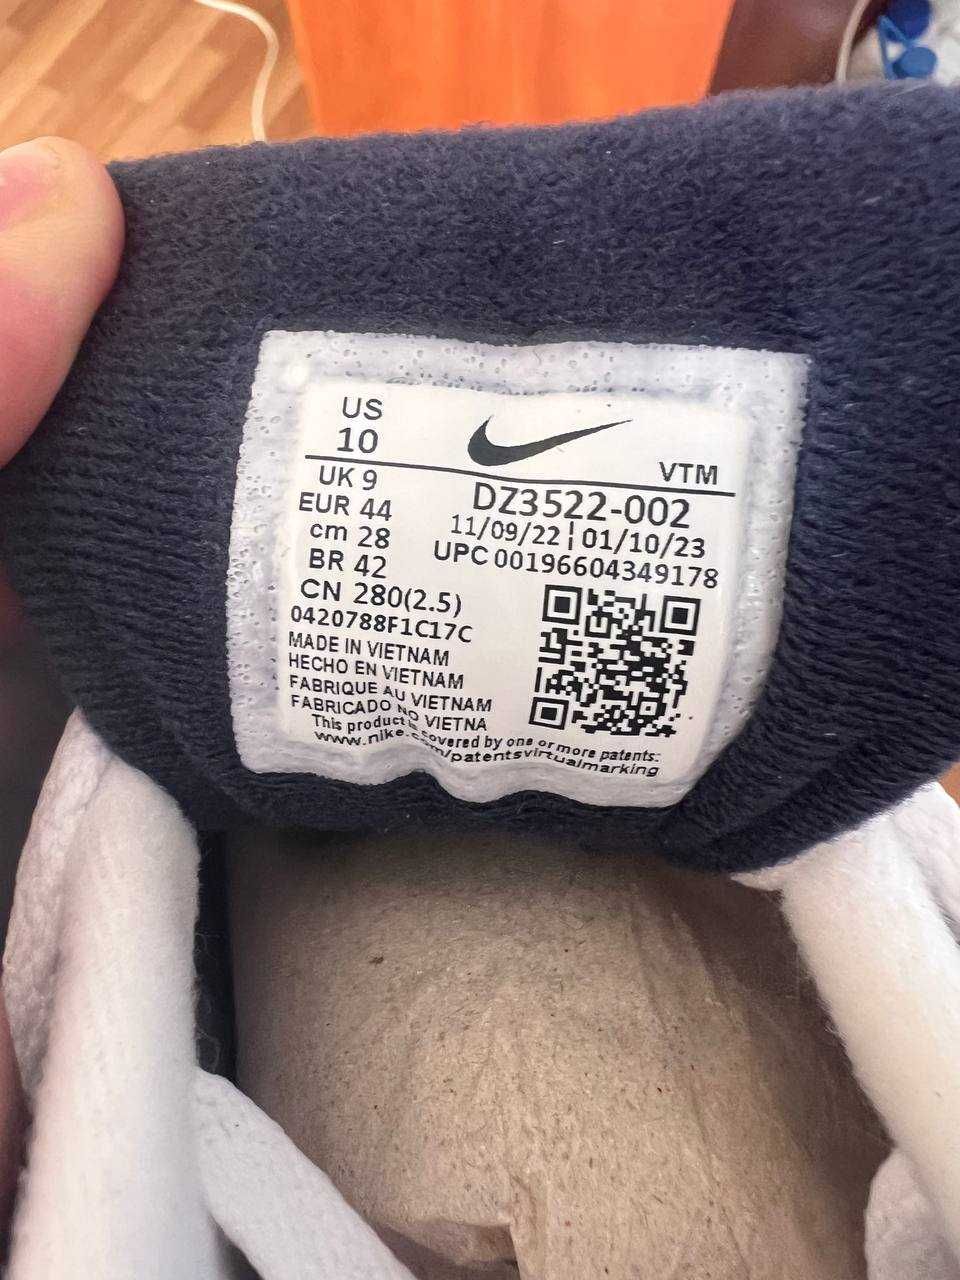 US
10
VTM
UK 9
EUR 44
cm 28
BR 42
CN 280(2.5)
DZ3522-002
11/09/22 | 01/10/23
UPC 00196604349178
0420788F1C17C
MADE IN VIETNAM
HECHO EN VIETNAM
FABRIQUE AU VIETNAM
FABRICADO NO VIETNA
This product is covered by one or more patents:
www.nike.com/patentsvirtualmarking